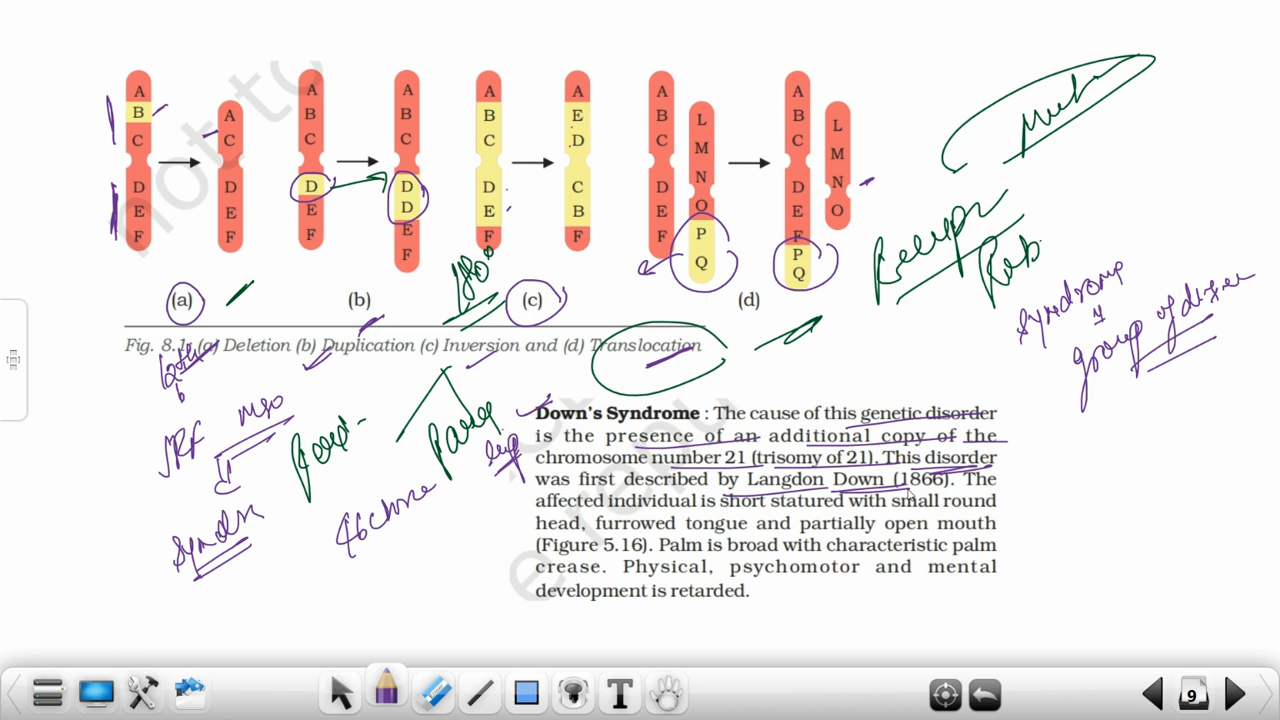 A
B
C
D
E
F
A
C
D
E
F
A
B
C
D
E
F
A
B
C
D
D
E
F
A
B
C
D
E
F
A
E
D
C
B
F
A
B
C
D
E
F
L
M
N
O
P
Q
A
B
C
D
E
F
P
Q
L
M
N
O
(a)
(b)
(c)
(d)
180°
Fig. 8.1: (a) Deletion (b) Duplication (c) Inversion and (d) Translocation
Syndrome
group of
Down's Syndrome : The cause of this genetic disorder
is the presence of an additional copy of the
chromosome number 21 (trisomy of 21). This disorder
was first described by Langdon Down (1866). The
affected individual is short statured with small round
head, furrowed tongue and partially open mouth
(Figure 5.16). Palm is broad with characteristic palm
crease. Physical, psychomotor and mental
development is retarded.
not to
T
9